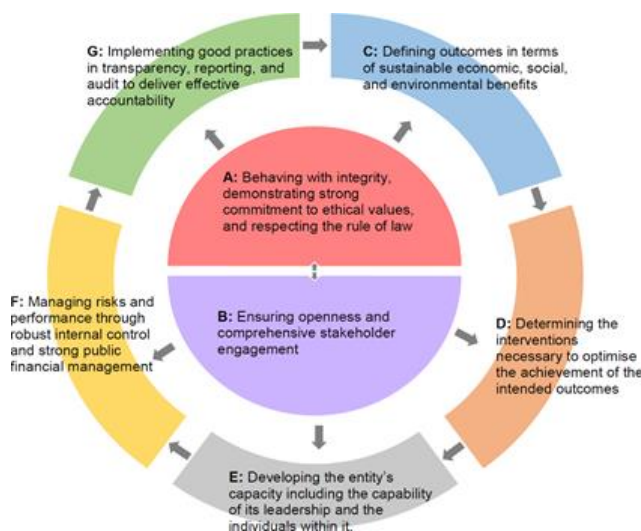 G: Implementing good practices
in transparency, reporting, and
audit to deliver effective
accountability
C: Defining outcomes in terms
of sustainable economic, social,
and environmental benefits
A: Behaving with integrity,
demonstrating strong
commitment to ethical values,
and respecting the rule of law
B: Ensuring openness and
comprehensive stakeholder
engagement
F: Managing risks and
performance through
robust internal control
and strong public
financial management
D: Determining the
interventions
necessary to optimise
the achievement of the
intended outcomes
E: Developing the entity's
capacity including the capability
of its leadership and the
individuals within it.